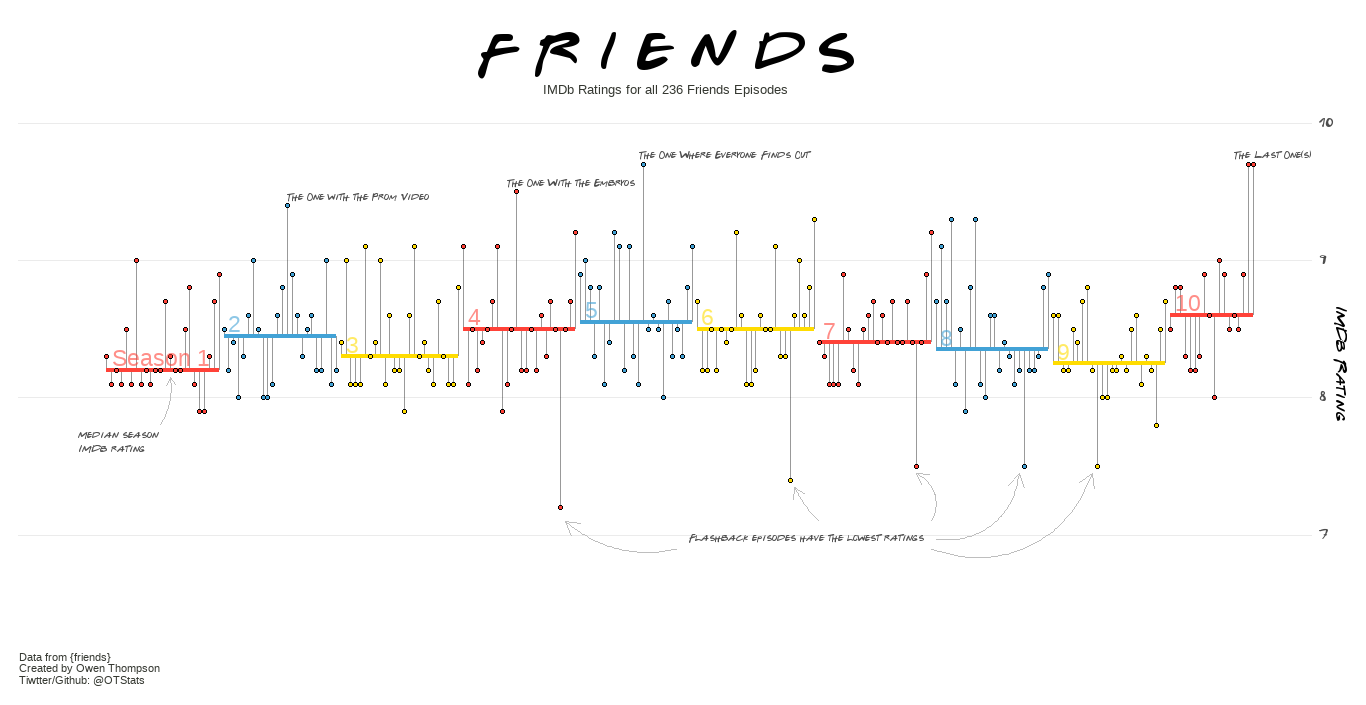 FRIENDS
IMDb Ratings for all 236 Friends Episodes
10
The Last One(s)
The One Where Everyone Finds Out
The One With the Embryos
The One with the Prom Video
9
10
5
4
6
2
7
8
3
9
Season 1
IMDb Rating
8
Median season
IMDb rating
Flashback episodes have the lowest ratings
7
Data from {friends}
Created by Owen Thompson
Tiwtter/Github: @OTStats